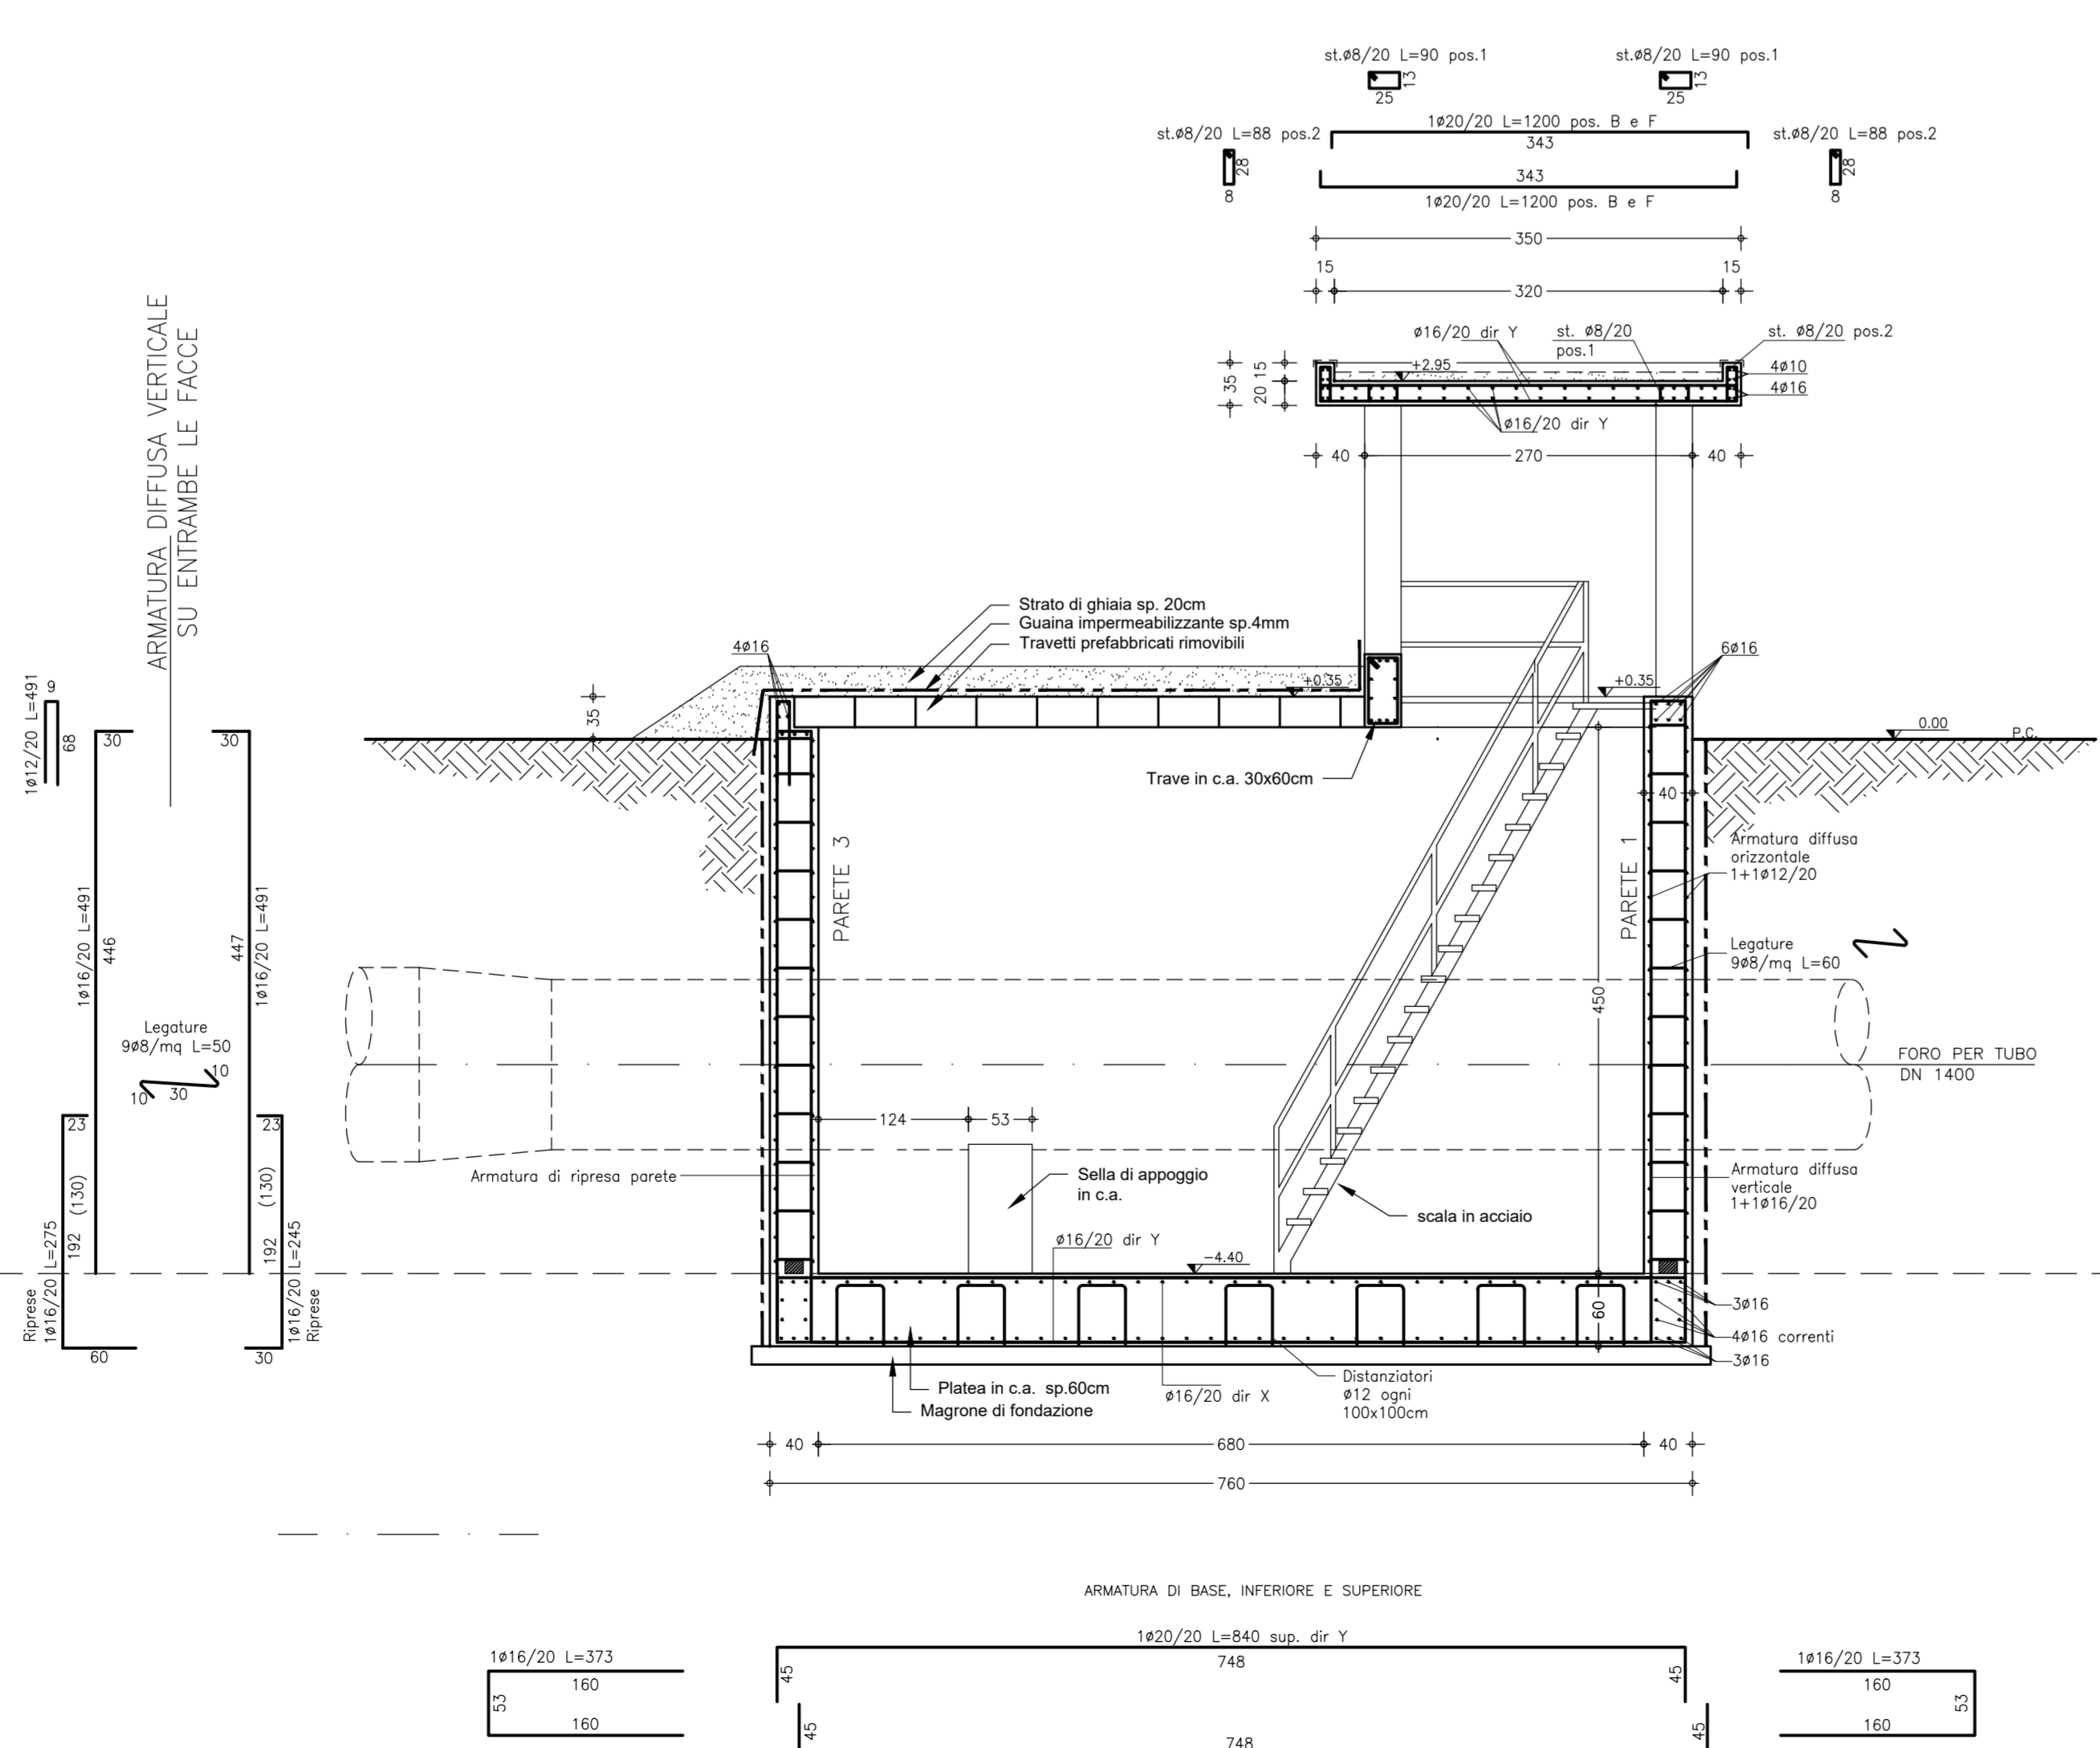 st.ø8/20 L=90 pos.1
13
25
st.ø8/20 L=90 pos.1
13
25
1ø20/20 L=1200 pos. B e F
343
st.ø8/20 L=88 pos.2
28
8
st.ø8/20 L=88 pos.2
28
8
343
1ø20/20 L=1200 pos. B e F
350
15
320
15
ø16/20 dir Y
st. ø8/20
pos.1
st. ø8/20 pos.2
35
15
20
+2.95
4ø10
4ø16
ø16/20 dir Y
40
270
40
ARMATURA DIFFUSA VERTICALE
SU ENTRAMBE LE FACCE
Strato di ghiaia sp. 20cm
Guaina impermeabilizzante sp.4mm
Travetti prefabbricati rimovibili
4ø16
6ø16
+0.35
+0.35
35
0.00
P.C.
1ø12/20 L=491
9
68
30
30
Trave in c.a. 30x60cm
40
PARETE 3
PARETE 1
Armatura diffusa
orizzontale
1+1ø12/20
1ø16/20 L=491
446
447
1ø16/20 L=491
Legature
9ø8/mq L=60
450
Legature
9ø8/mq L=50
10
30
10
FORO PER TUBO
DN 1400
124
53
23
23
Armatura di ripresa parete
Sella di appoggio
in c.a.
Armatura diffusa
verticale
1+1ø16/20
scala in acciaio
192 (130)
192 (130)
Riprese
1ø16/20 L=275
1ø16/20 L=245
Riprese
60
30
ø16/20 dir Y
-4.40
60
3ø16
4ø16 correnti
3ø16
Platea in c.a. sp.60cm
Magrone di fondazione
ø16/20 dir X
Distanziatori
ø12 ogni
100x100cm
40
680
40
760
ARMATURA DI BASE, INFERIORE E SUPERIORE
1ø20/20 L=840 sup. dir Y
748
45
45
1ø16/20 L=373
160
53
160
1ø16/20 L=373
160
53
160
45
45
748